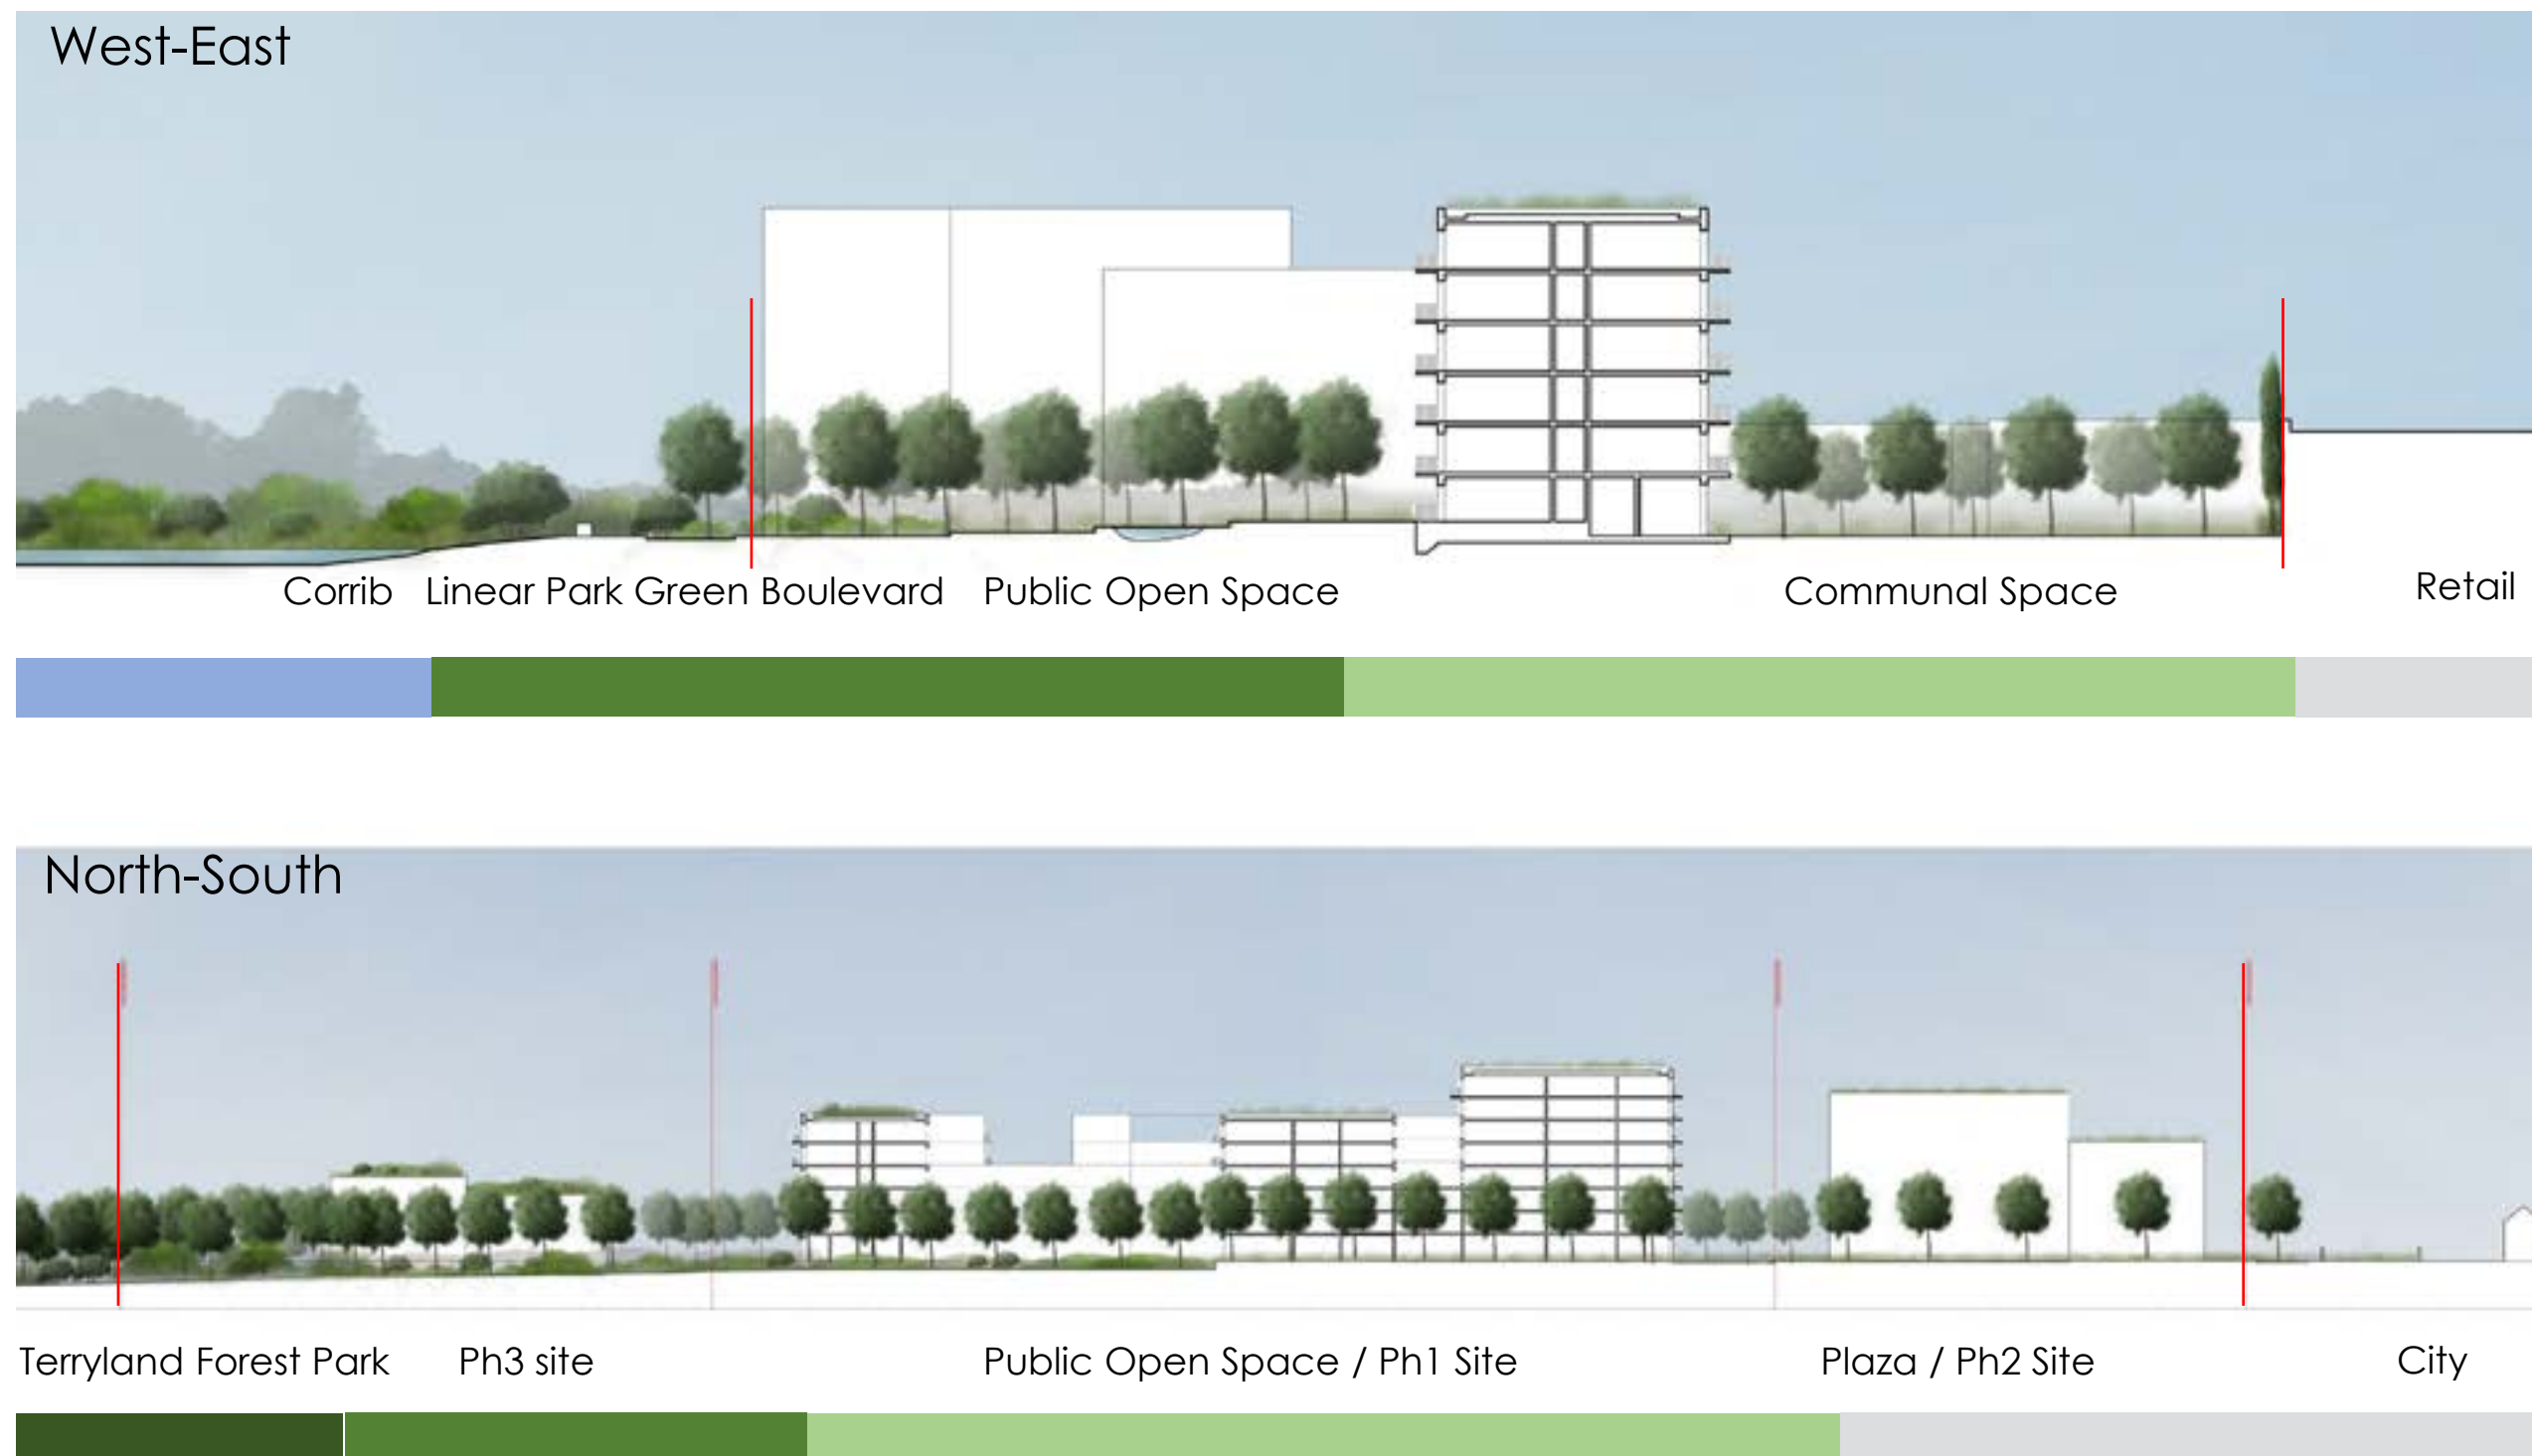 West-East
Corrib Linear Park Green Boulevard Public Open Space Communal Space Retail
North-South
Terryland Forest Park Ph3 site Public Open Space / Ph1 Site Plaza / Ph2 Site City